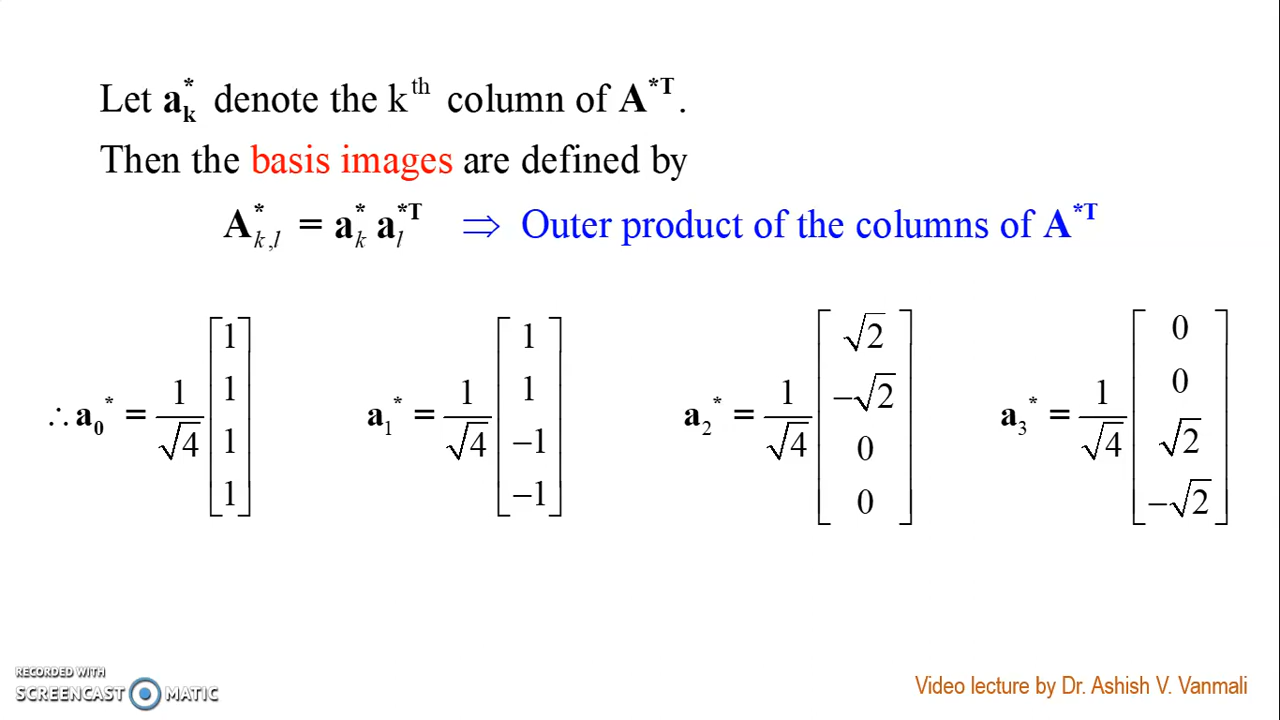 Let a*ₖ denote the kᵗʰ column of A*ᵀ.
Then the basis images are defined by
A*ₖ,ₗ = a*ₖ a*ᵀₗ ⇒ Outer product of the columns of A*ᵀ
∴ a₀* = 1/√4 [1 1 1 1] a₁* = 1/√4 [1 1 −1 −1] a₂* = 1/√4 [√2 −√2 0 0] a₃* = 1/√4 [0 0 √2 −√2]
RECORDED WITH
SCREENCAST MATIC
Video lecture by Dr. Ashish V. Vanmali